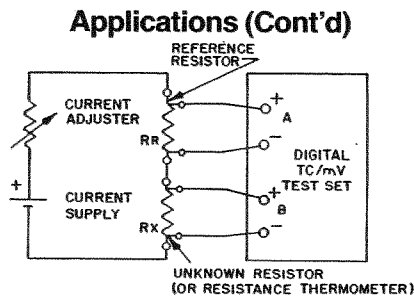 Applications (Cont'd)
REFERENCE
RESISTOR
CURRENT
ADJUSTER
RR
+
A
−
DIGITAL
TC/mV
TEST SET
+
CURRENT
SUPPLY
+
B
−
RX
UNKNOWN RESISTOR
(OR RESISTANCE THERMOMETER)